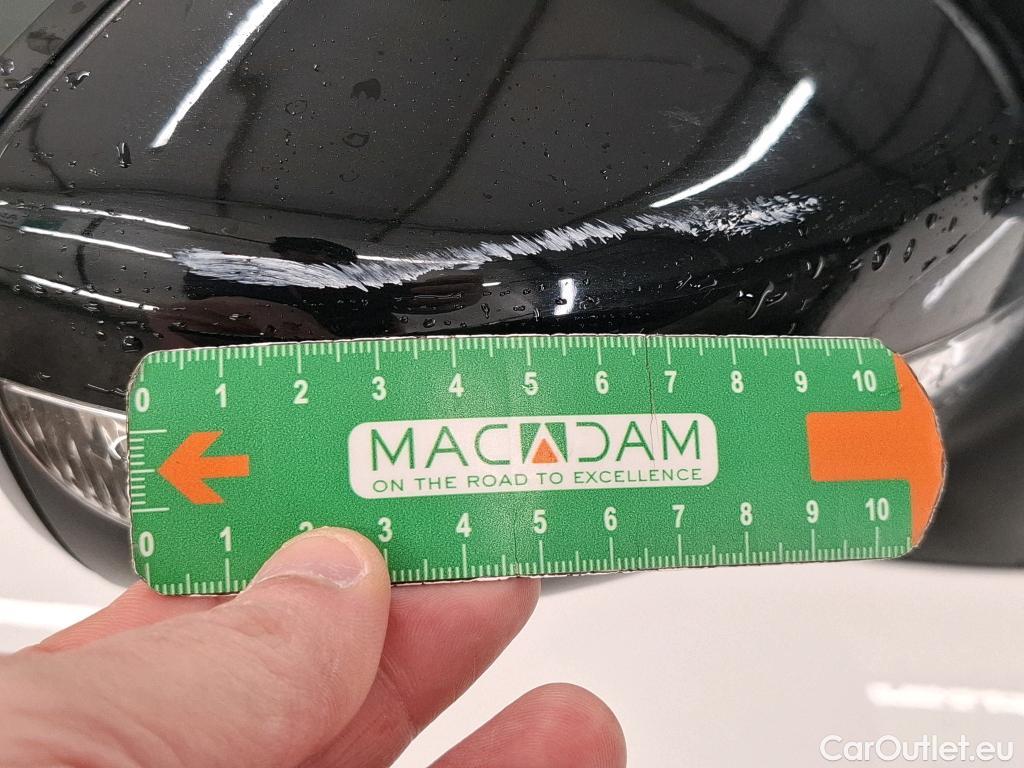 0 1 2 3 4 5 6 7 8 9 10
MACADAM
ON THE ROAD TO EXCELLENCE
0 1 2 3 4 5 6 7 8 9 10
CarOutlet.eu